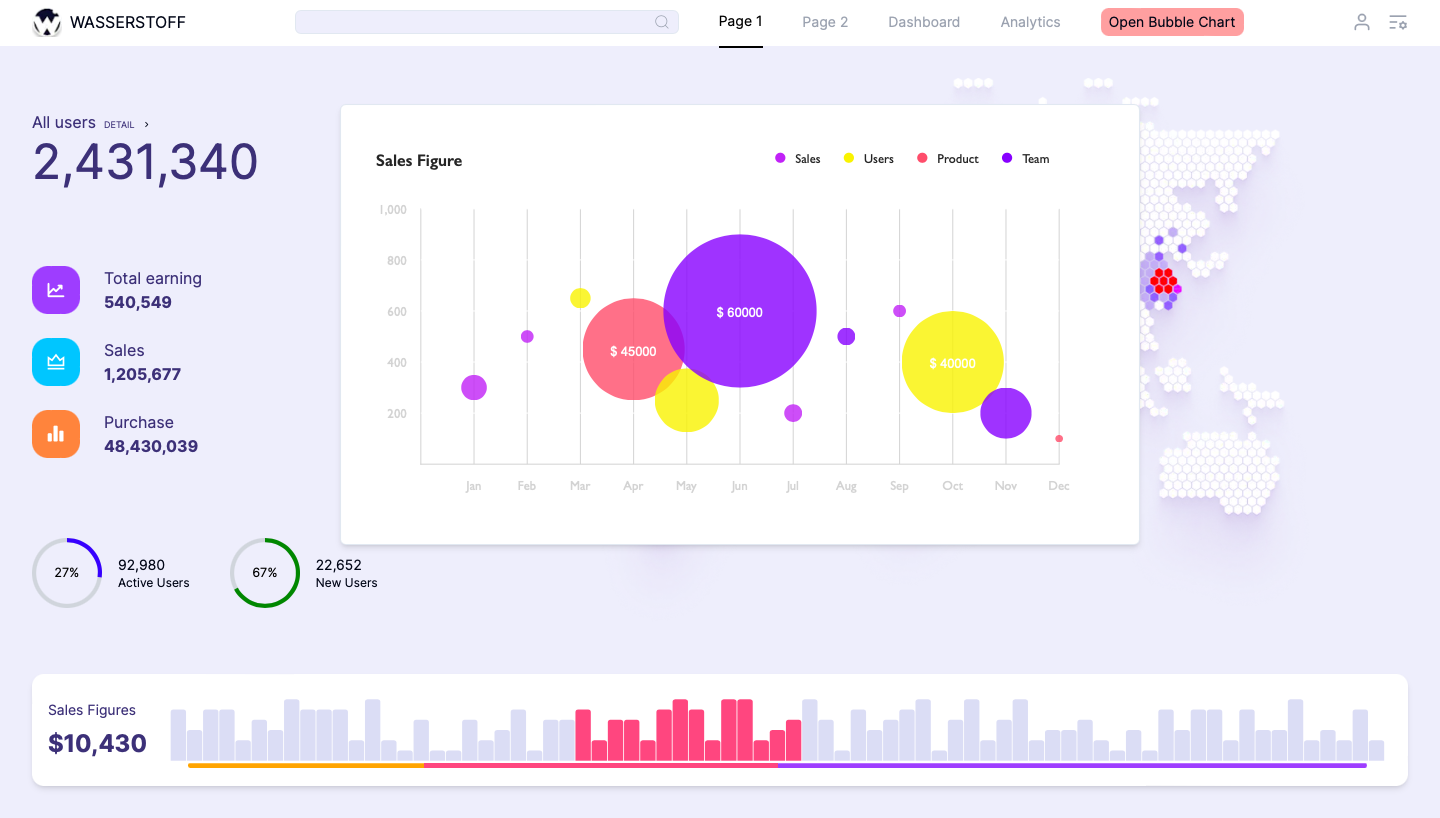 WASSERSTOFF
Page 1
Page 2
Dashboard
Analytics
Open Bubble Chart
All users DETAIL ›
2,431,340
Total earning
540,549
Sales
1,205,677
Purchase
48,430,039
27%
92,980
Active Users
67%
22,652
New Users
Sales Figure
Sales
Users
Product
Team
1,000
800
600
400
200
$ 45000
$ 60000
$ 40000
Jan
Feb
Mar
Apr
May
Jun
Jul
Aug
Sep
Oct
Nov
Dec
Sales Figures
$10,430